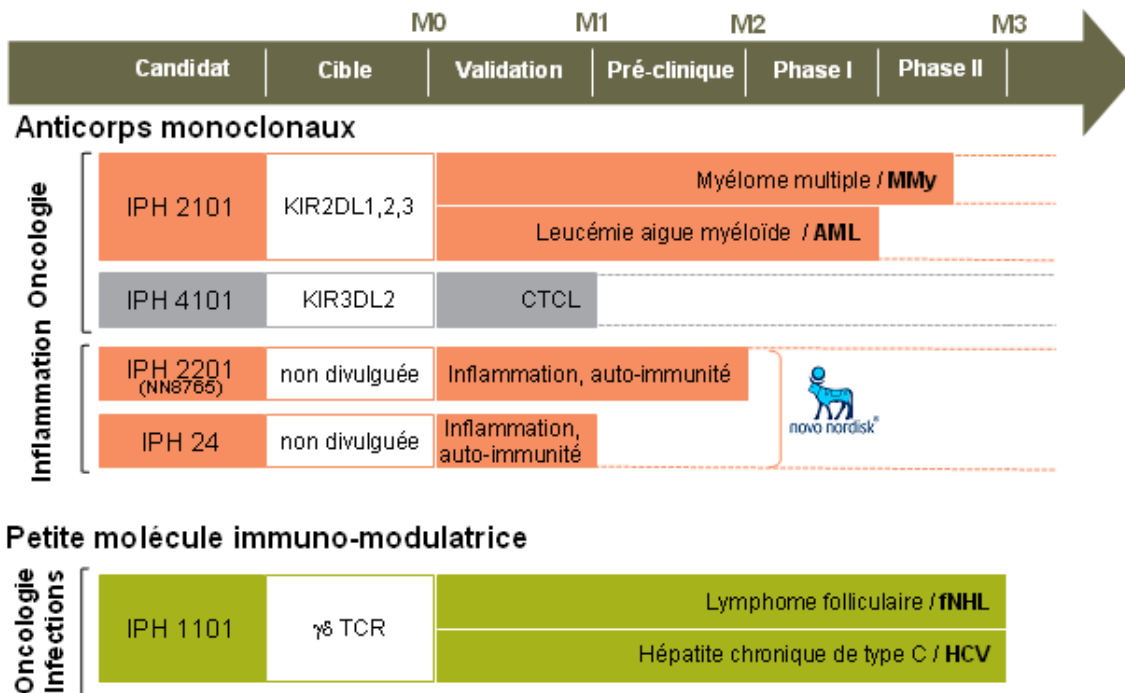 M0 M1 M2 M3
Candidat Cible Validation Pré-clinique Phase I Phase II
Anticorps monoclonaux
Oncologie
IPH 2101
KIR2DL1,2,3
Myélome multiple / MMy
Leucémie aigue myéloïde / AML
IPH 4101
KIR3DL2
CTCL
Inflammation
IPH 2201
(NN8765)
non divulguée
Inflammation, auto-immunité
novo nordisk®
IPH 24
non divulguée
Inflammation,
auto-immunité
Petite molécule immuno-modulatrice
Oncologie
Infections
IPH 1101
γδ TCR
Lymphome folliculaire / fNHL
Hépatite chronique de type C / HCV